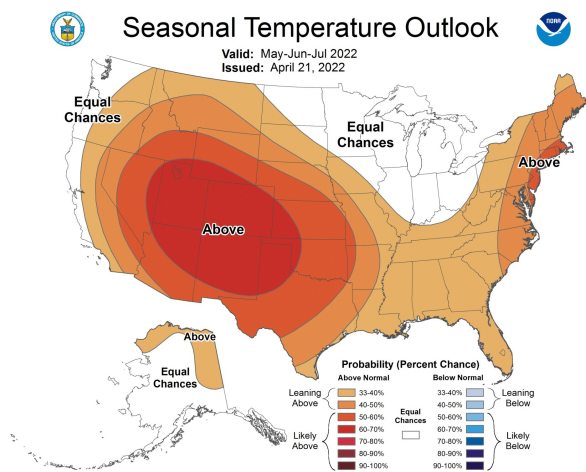 NOAA
Seasonal Temperature Outlook
Valid: May-Jun-Jul 2022
Issued: April 21, 2022
Equal
Chances
Equal
Chances
Above
Above
Above
Equal
Chances
Probability (Percent Chance)
Above Normal
Below Normal
Leaning
Above
Likely
Above
33-40%
40-50%
50-60%
60-70%
70-80%
80-90%
90-100%
Equal
Chances
33-40%
40-50%
50-60%
60-70%
70-80%
80-90%
90-100%
Leaning
Below
Likely
Below